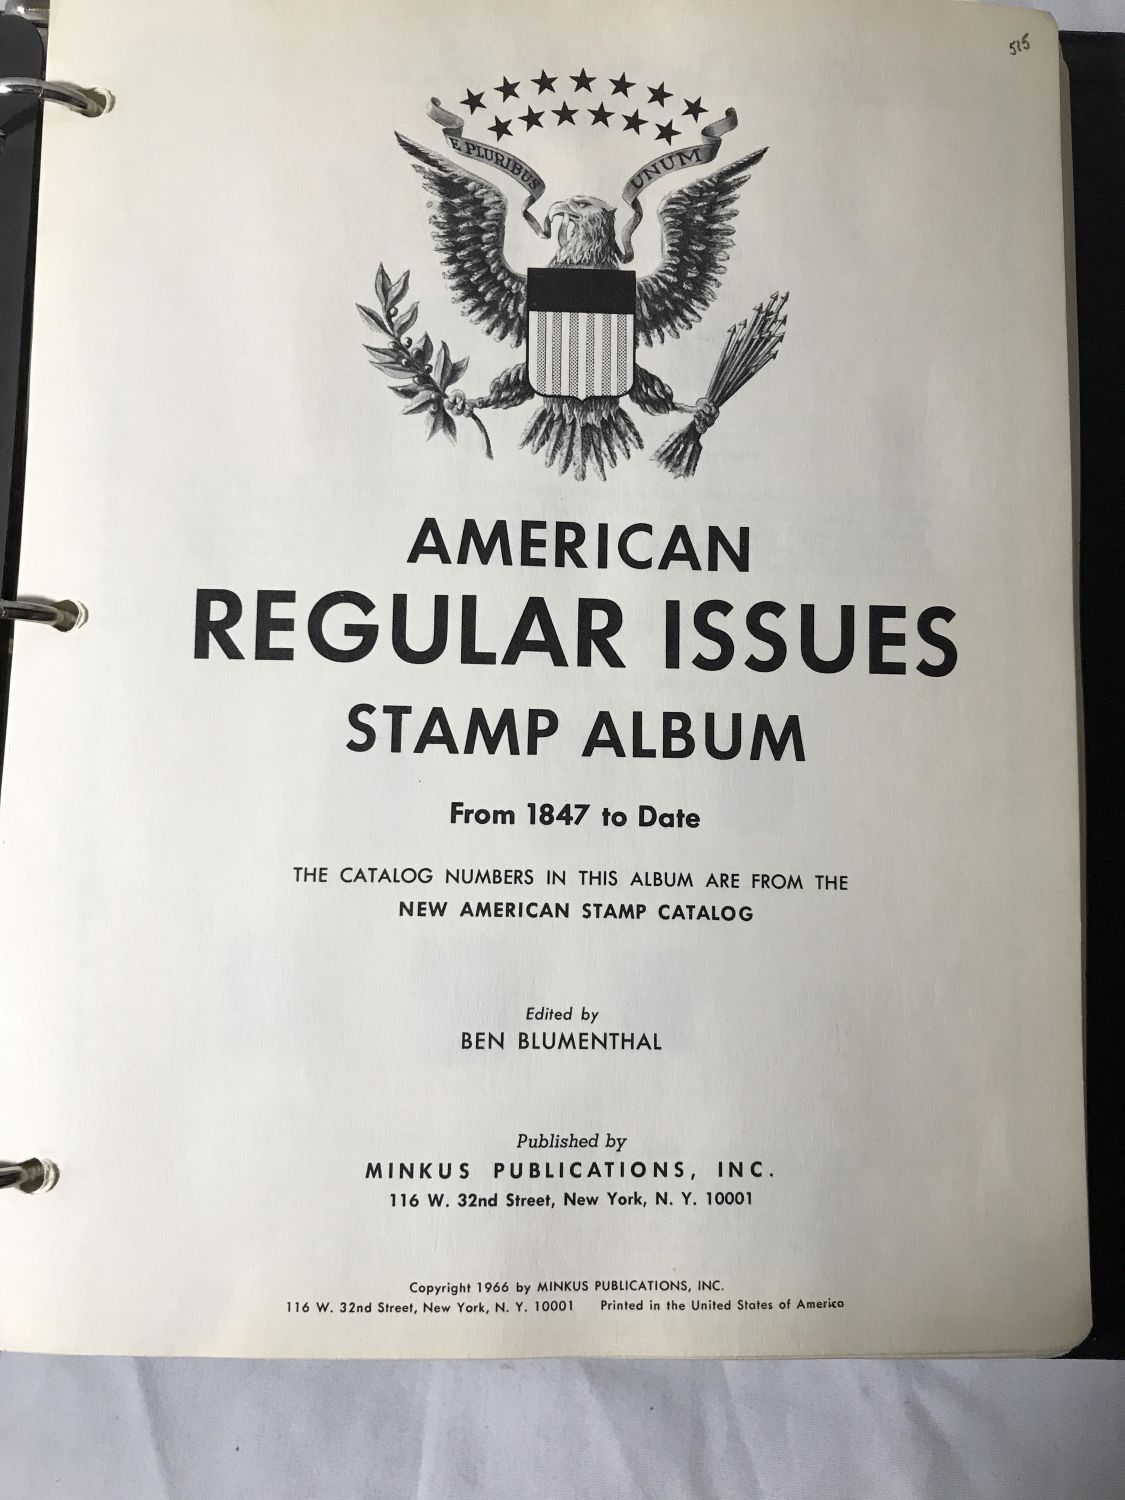 515
E PLURIBUS UNUM
AMERICAN
REGULAR ISSUES
STAMP ALBUM
From 1847 to Date
THE CATALOG NUMBERS IN THIS ALBUM ARE FROM THE
NEW AMERICAN STAMP CATALOG
Edited by
BEN BLUMENTHAL
Published by
MINKUS PUBLICATIONS, INC.
116 W. 32nd Street, New York, N. Y. 10001
Copyright 1966 by MINKUS PUBLICATIONS, INC.
116 W. 32nd Street, New York, N. Y. 10001 Printed in the United States of America